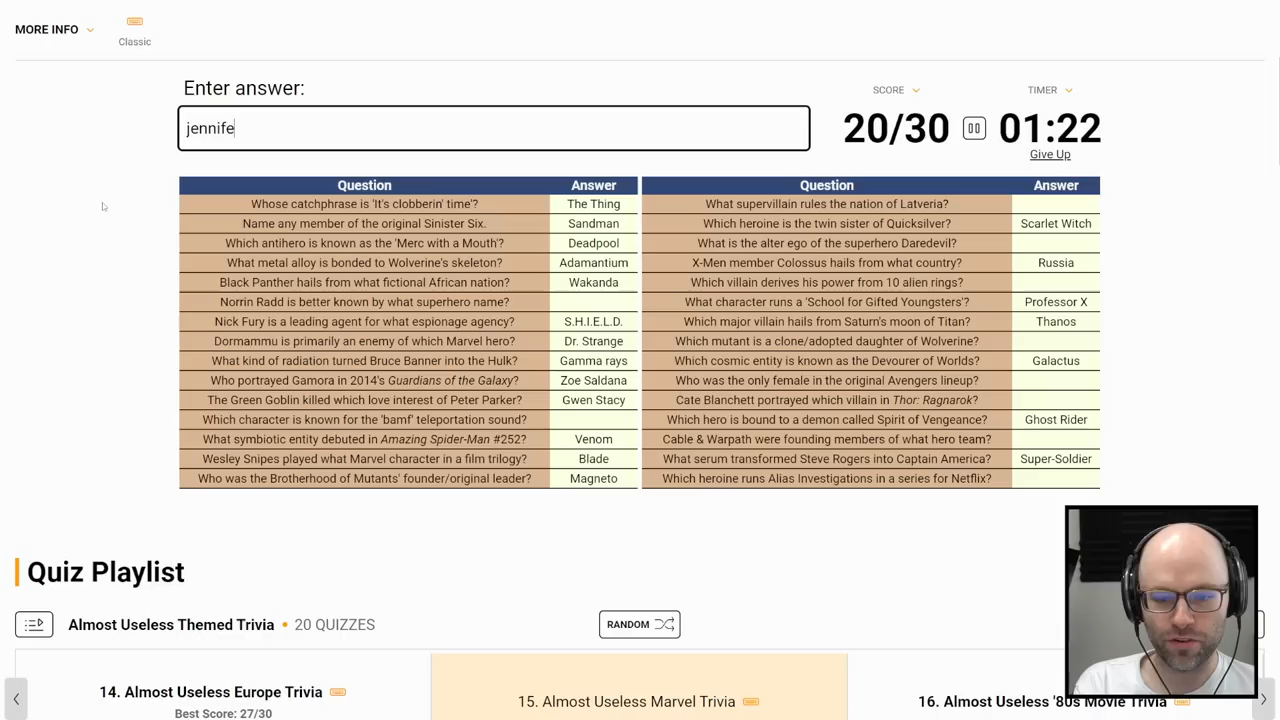 MORE INFO
Classic
Enter answer:
jennife
SCORE
20/30
TIMER
01:22
Give Up
Question Answer
Whose catchphrase is 'It's clobberin' time'? The Thing
Name any member of the original Sinister Six. Sandman
Which antihero is known as the 'Merc with a Mouth'? Deadpool
What metal alloy is bonded to Wolverine's skeleton? Adamantium
Black Panther hails from what fictional African nation? Wakanda
Norrin Radd is better known by what superhero name?
Nick Fury is a leading agent for what espionage agency? S.H.I.E.L.D.
Dormammu is primarily an enemy of which Marvel hero? Dr. Strange
What kind of radiation turned Bruce Banner into the Hulk? Gamma rays
Who portrayed Gamora in 2014's Guardians of the Galaxy? Zoe Saldana
The Green Goblin killed which love interest of Peter Parker? Gwen Stacy
Which character is known for the 'bamf' teleportation sound?
What symbiotic entity debuted in Amazing Spider-Man #252? Venom
Wesley Snipes played what Marvel character in a film trilogy? Blade
Who was the Brotherhood of Mutants' founder/original leader? Magneto
Question Answer
What supervillain rules the nation of Latveria?
Which heroine is the twin sister of Quicksilver? Scarlet Witch
What is the alter ego of the superhero Daredevil?
X-Men member Colossus hails from what country? Russia
Which villain derives his power from 10 alien rings?
What character runs a 'School for Gifted Youngsters'? Professor X
Which major villain hails from Saturn's moon of Titan? Thanos
Which mutant is a clone/adopted daughter of Wolverine?
Which cosmic entity is known as the Devourer of Worlds? Galactus
Who was the only female in the original Avengers lineup?
Cate Blanchett portrayed which villain in Thor: Ragnarok?
Which hero is bound to a demon called Spirit of Vengeance? Ghost Rider
Cable & Warpath were founding members of what hero team?
What serum transformed Steve Rogers into Captain America? Super-Soldier
Which heroine runs Alias Investigations in a series for Netflix?
Quiz Playlist
Almost Useless Themed Trivia • 20 QUIZZES
RANDOM
14. Almost Useless Europe Trivia
Best Score: 27/30
15. Almost Useless Marvel Trivia
16. Almost Useless '80s Movie Trivia